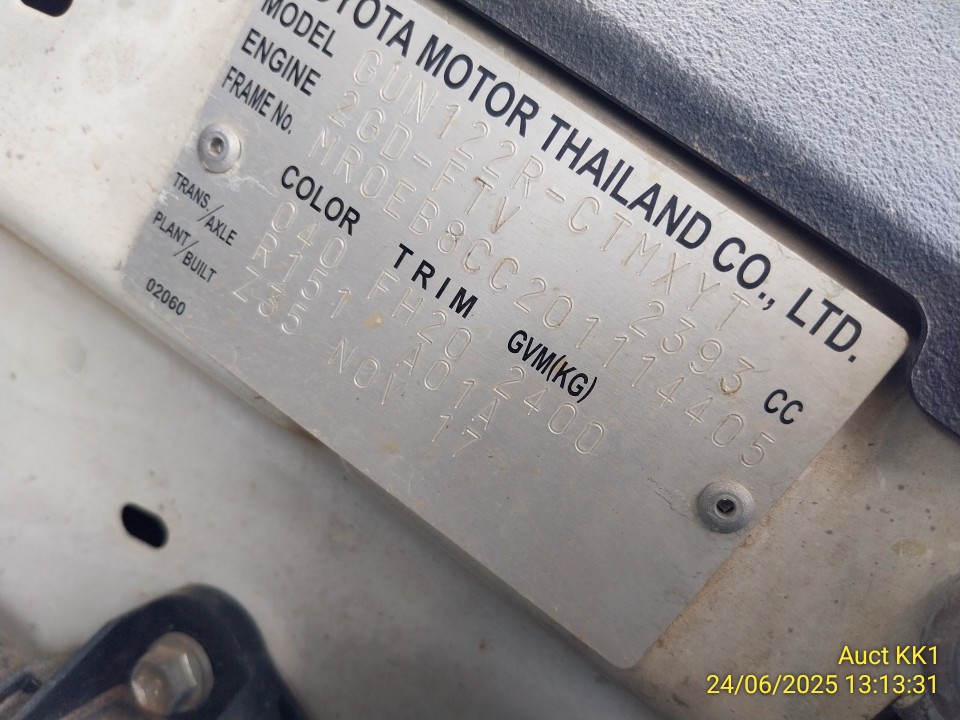 TOYOTA MOTOR THAILAND CO., LTD.
MODEL GUN122R-CTMXYT
ENGINE 2GD-FTV 2393 CC
FRAME No. MR0EB8CC201114405
COLOR TRIM GVM(KG)
040 FH20 2400
TRANS/AXLE R151 A01A
PLANT/BUILT Z35 NOV 17
02060
Auct KK1
24/06/2025 13:13:31